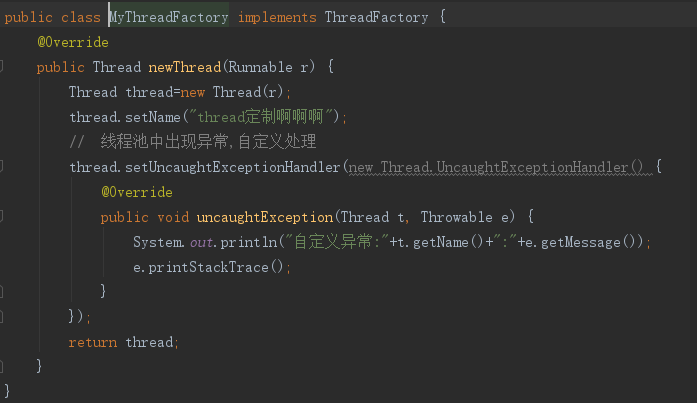 public class MyThreadFactory implements ThreadFactory {
    @Override
    public Thread newThread(Runnable r) {
        Thread thread=new Thread(r);
        thread.setName("thread定制啊啊啊");
        //  线程池中出现异常,自定义处理
        thread.setUncaughtExceptionHandler(new Thread.UncaughtExceptionHandler() {
            @Override
            public void uncaughtException(Thread t, Throwable e) {
                System.out.println("自定义异常:"+t.getName()+":"+e.getMessage());
                e.printStackTrace();
            }
        });
        return thread;
    }
}